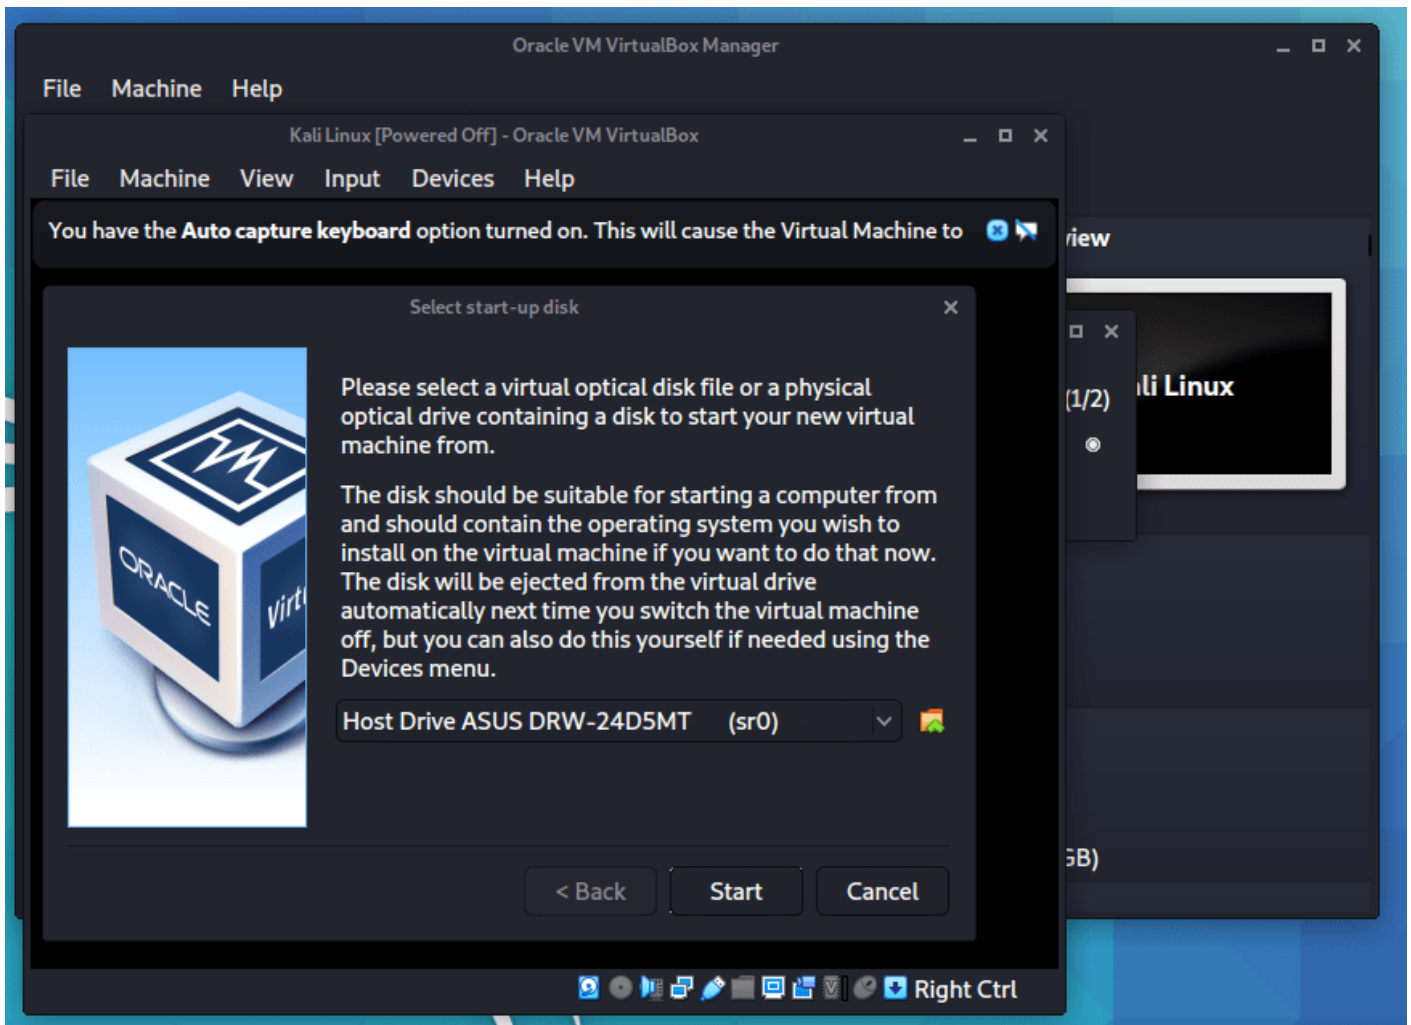 Oracle VM VirtualBox Manager
File Machine Help
Kali Linux [Powered Off] - Oracle VM VirtualBox
File Machine View Input Devices Help
You have the Auto capture keyboard option turned on. This will cause the Virtual Machine to
view
Select start-up disk
Please select a virtual optical disk file or a physical
optical drive containing a disk to start your new virtual
machine from.
The disk should be suitable for starting a computer from
and should contain the operating system you wish to
install on the virtual machine if you want to do that now.
The disk will be ejected from the virtual drive
automatically next time you switch the virtual machine
off, but you can also do this yourself if needed using the
Devices menu.
ORACLE
Virtu
Host Drive ASUS DRW-24D5MT (sr0)
< Back Start Cancel
(1/2)
li Linux
GB)
Right Ctrl